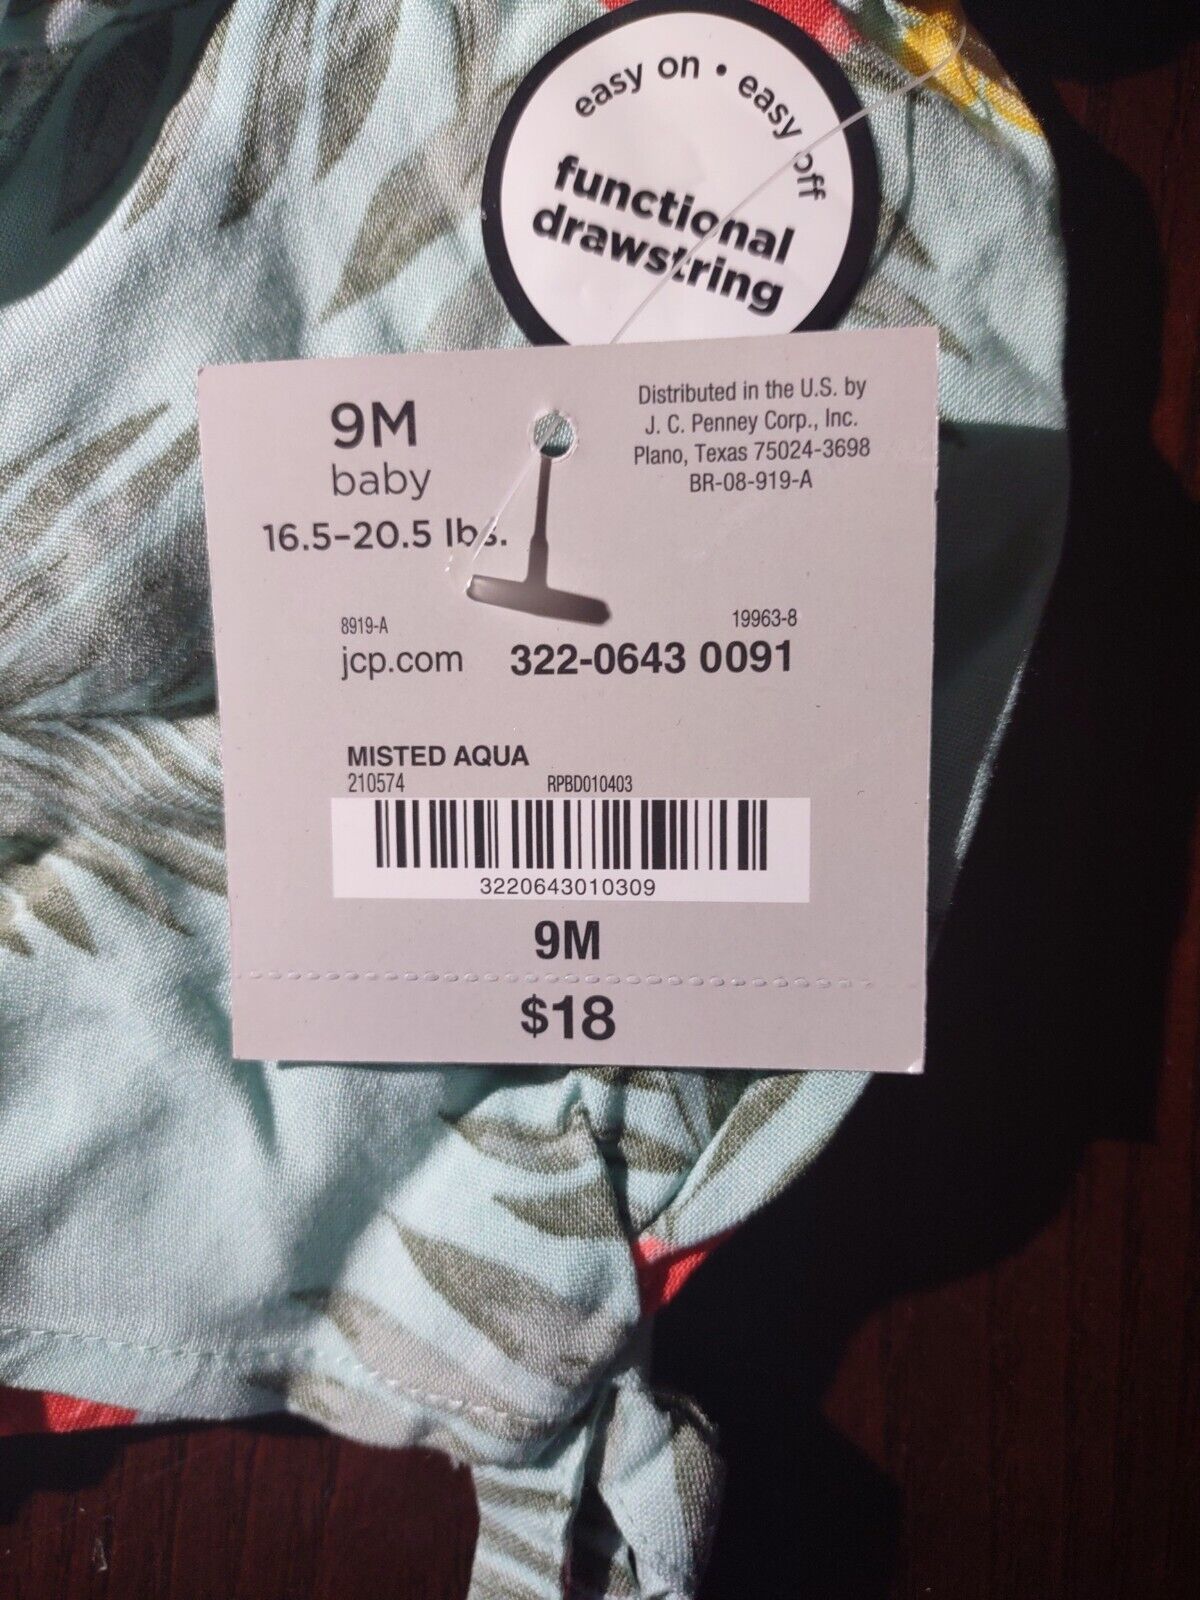 easy on • easy off
functional
drawstring
9M
baby
16.5-20.5 lbs.
Distributed in the U.S. by
J. C. Penney Corp., Inc.
Plano, Texas 75024-3698
BR-08-919-A
8919-A
19963-8
jcp.com 322-0643 0091
MISTED AQUA
210574 RPBD010403
3220643010309
9M
$18